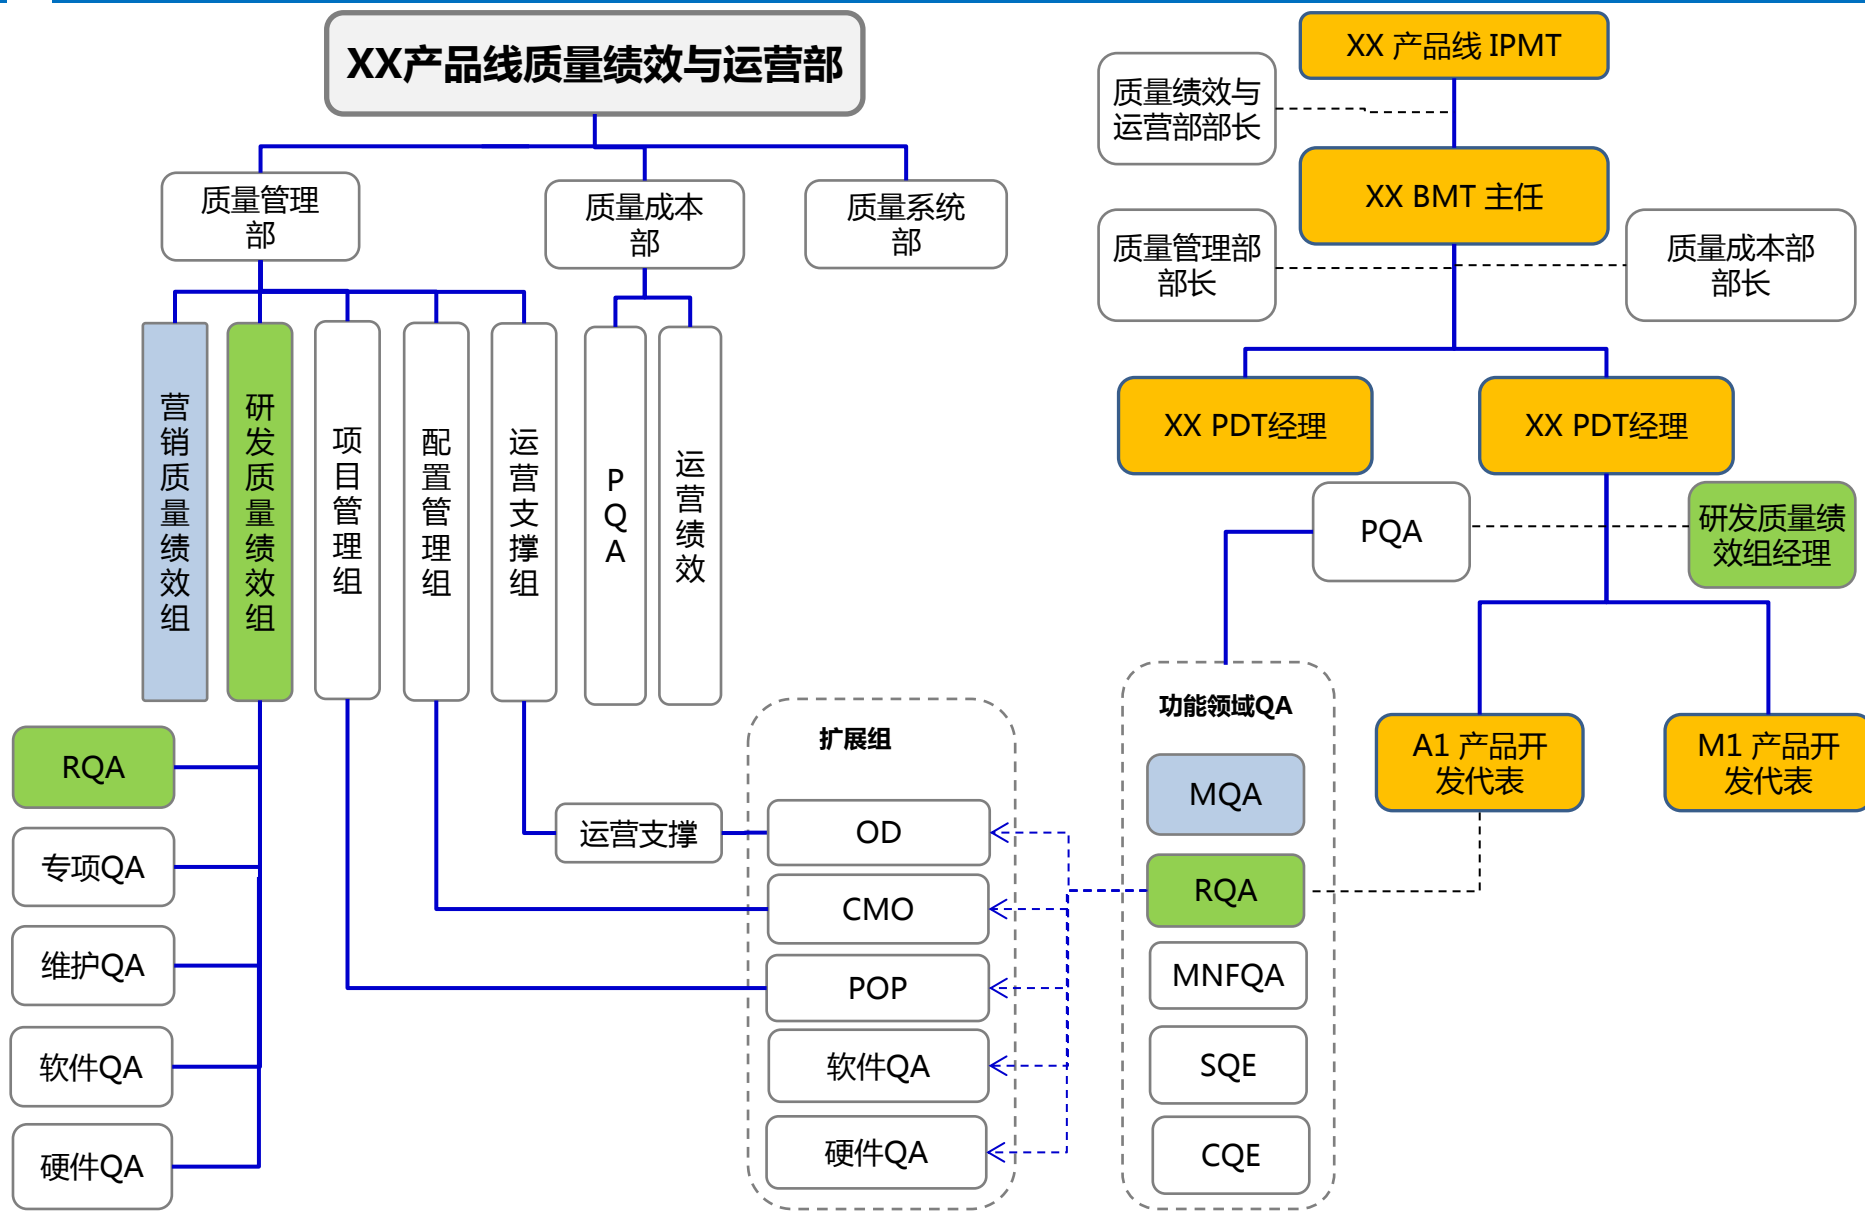 XX产品线质量绩效与运营部
质量管理
部
质量成本
部
质量系统
部
营销质量绩效组
研发质量绩效组
项目管理组
配置管理组
运营支撑组
PQA
运营绩效
RQA
专项QA
维护QA
软件QA
硬件QA
运营支撑
扩展组
OD
CMO
POP
软件QA
硬件QA
XX 产品线 IPMT
质量绩效与
运营部部长
XX BMT 主任
质量管理部
部长
质量成本部
部长
XX PDT经理
XX PDT经理
PQA
研发质量绩
效组经理
功能领域QA
MQA
RQA
MNFQA
SQE
CQE
A1 产品开
发代表
M1 产品开
发代表